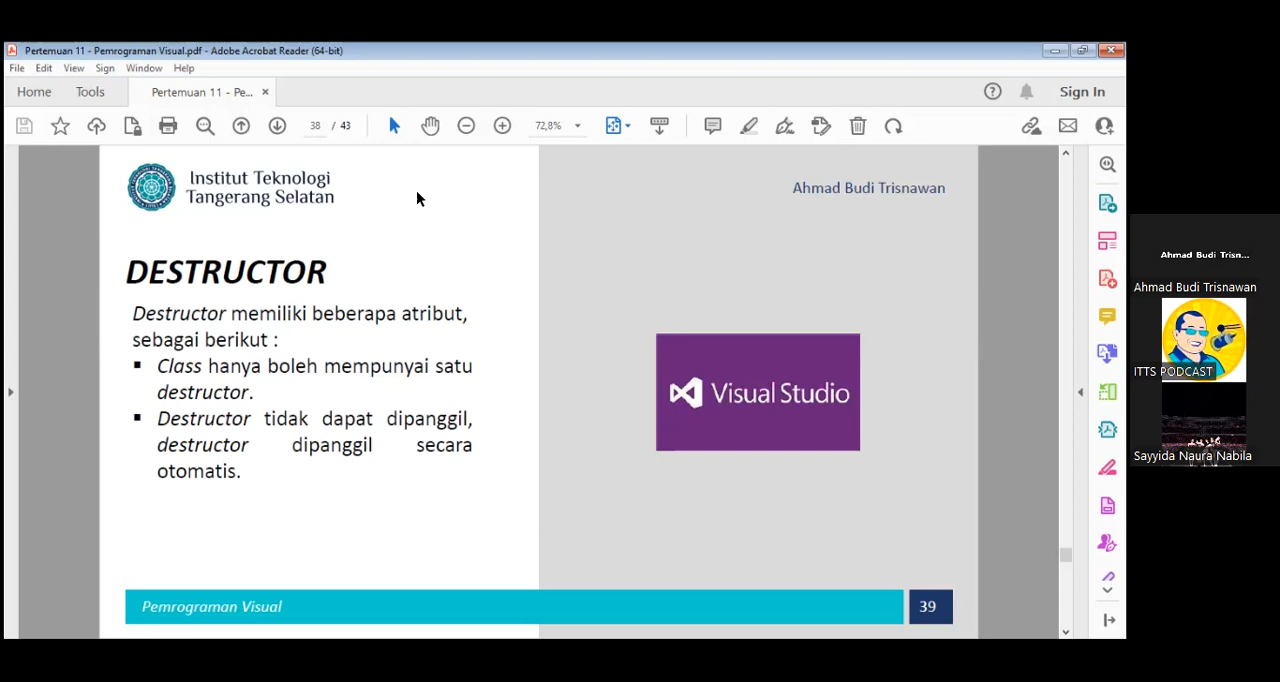 Pertemuan 11 - Pemrograman Visual.pdf - Adobe Acrobat Reader (64-bit)
File Edit View Sign Window Help
Home Tools Pertemuan 11 - Pe... × Sign In
38 / 43 72,8%
Institut Teknologi
Tangerang Selatan
Ahmad Budi Trisnawan
DESTRUCTOR
Destructor memiliki beberapa atribut,
sebagai berikut :
▪ Class hanya boleh mempunyai satu
destructor.
▪ Destructor tidak dapat dipanggil,
destructor dipanggil secara
otomatis.
Visual Studio
Pemrograman Visual
39
Ahmad Budi Trisn...
Ahmad Budi Trisnawan
ITTS PODCAST
Sayyida Naura Nabila